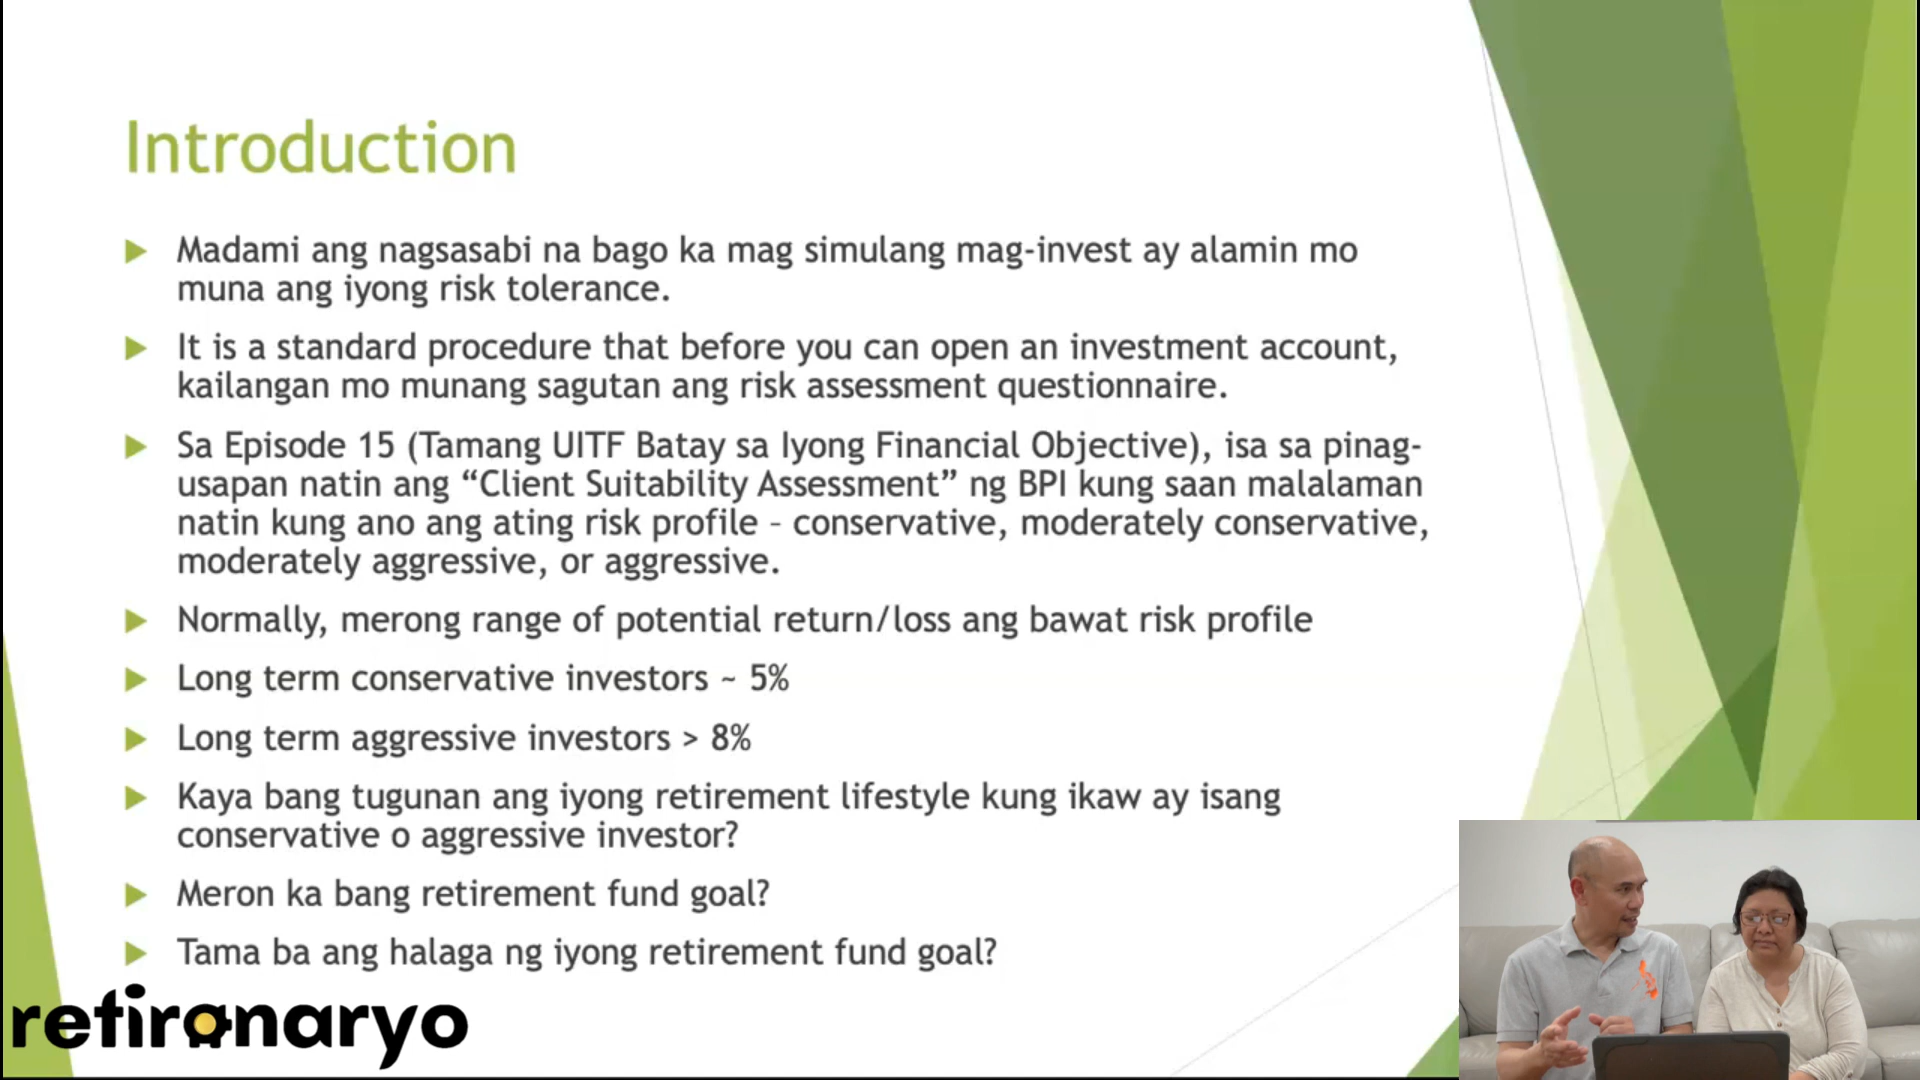 Introduction
Madami ang nagsasabi na bago ka mag simulang mag-invest ay alamin mo
muna ang iyong risk tolerance.
It is a standard procedure that before you can open an investment account,
kailangan mo munang sagutan ang risk assessment questionnaire.
Sa Episode 15 (Tamang UITF Batay sa Iyong Financial Objective), isa sa pinag-
usapan natin ang “Client Suitability Assessment” ng BPI kung saan malalaman
natin kung ano ang ating risk profile – conservative, moderately conservative,
moderately aggressive, or aggressive.
Normally, merong range of potential return/loss ang bawat risk profile
Long term conservative investors ~ 5%
Long term aggressive investors > 8%
Kaya bang tugunan ang iyong retirement lifestyle kung ikaw ay isang
conservative o aggressive investor?
Meron ka bang retirement fund goal?
Tama ba ang halaga ng iyong retirement fund goal?
retironaryo